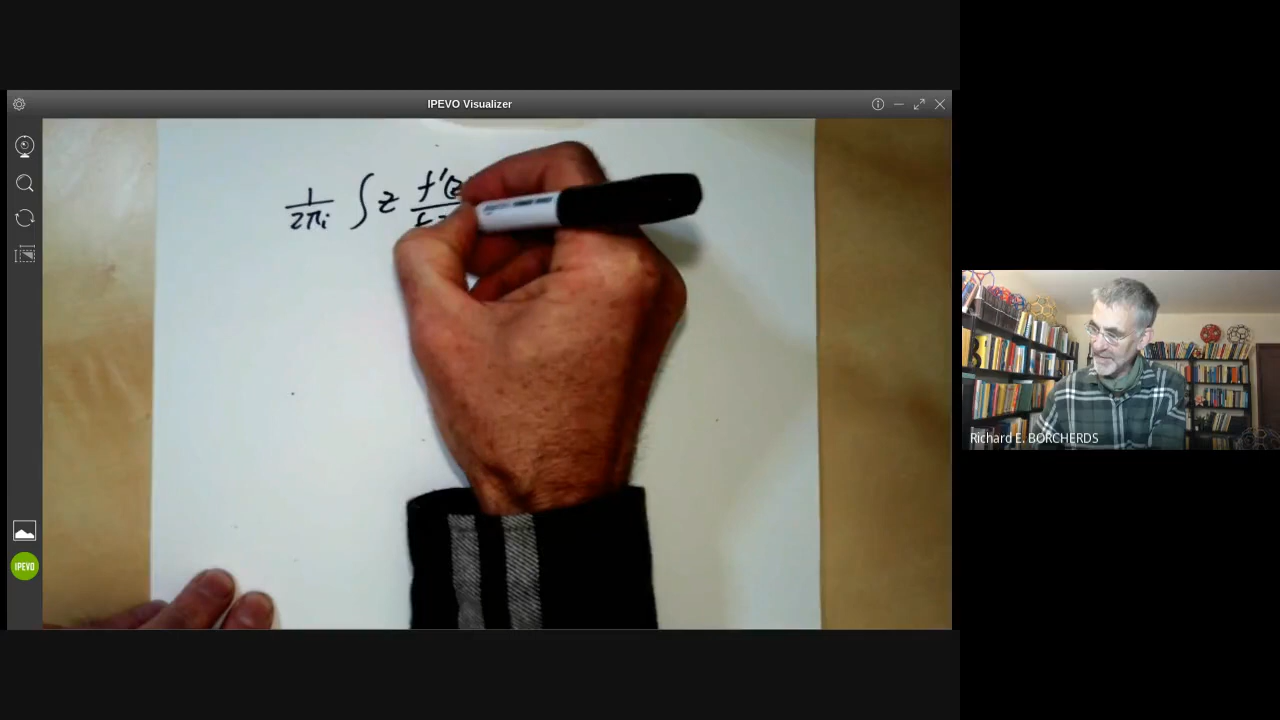 IPEVO Visualizer
1/2πi ∫ z f'(z
IPEVO
Richard E. BORCHERDS